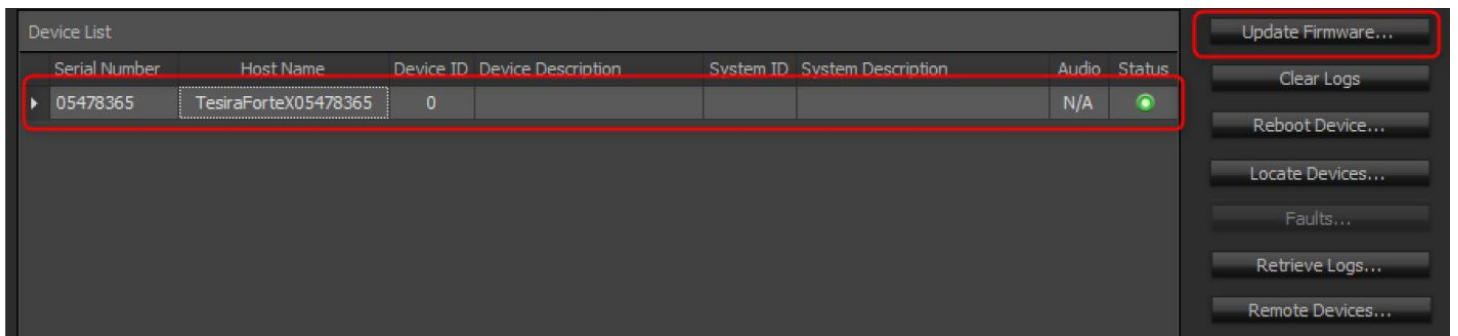 Device List
Serial Number Host Name Device ID Device Description System ID System Description Audio Status
05478365 TesiraForteX05478365 0 N/A
Update Firmware...
Clear Logs
Reboot Device...
Locate Devices...
Faults...
Retrieve Logs...
Remote Devices...